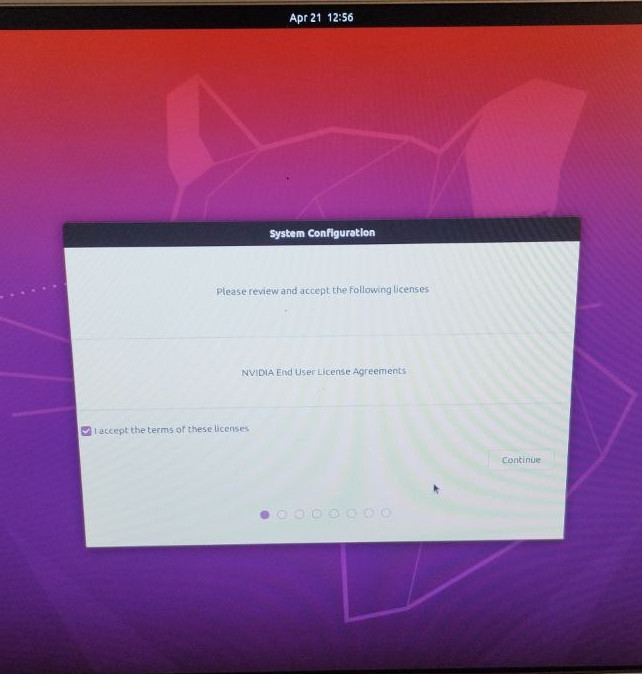 Apr 21 12:56
System Configuration
Please review and accept the following licenses
NVIDIA End User License Agreements
I accept the terms of these licenses
Continue